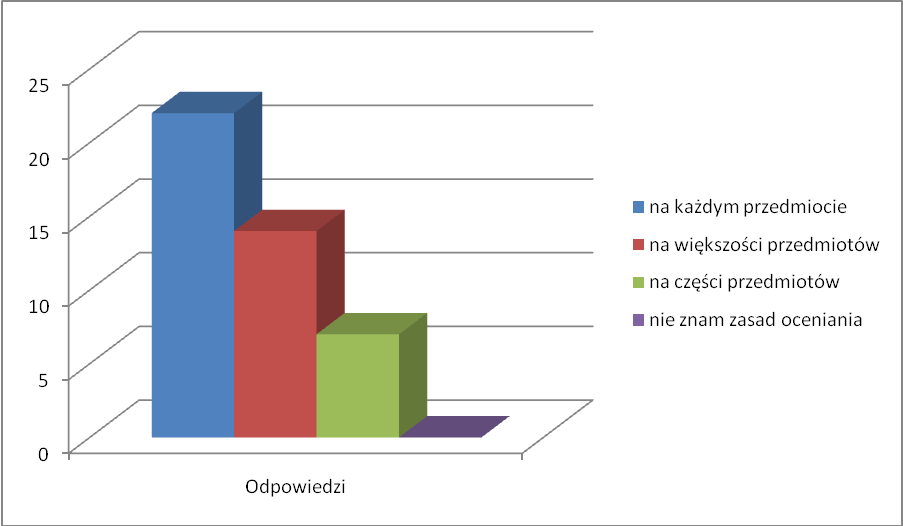 25
20
15
10
5
0
Odpowiedzi
na każdym przedmiocie
na większości przedmiotów
na części przedmiotów
nie znam zasad oceniania